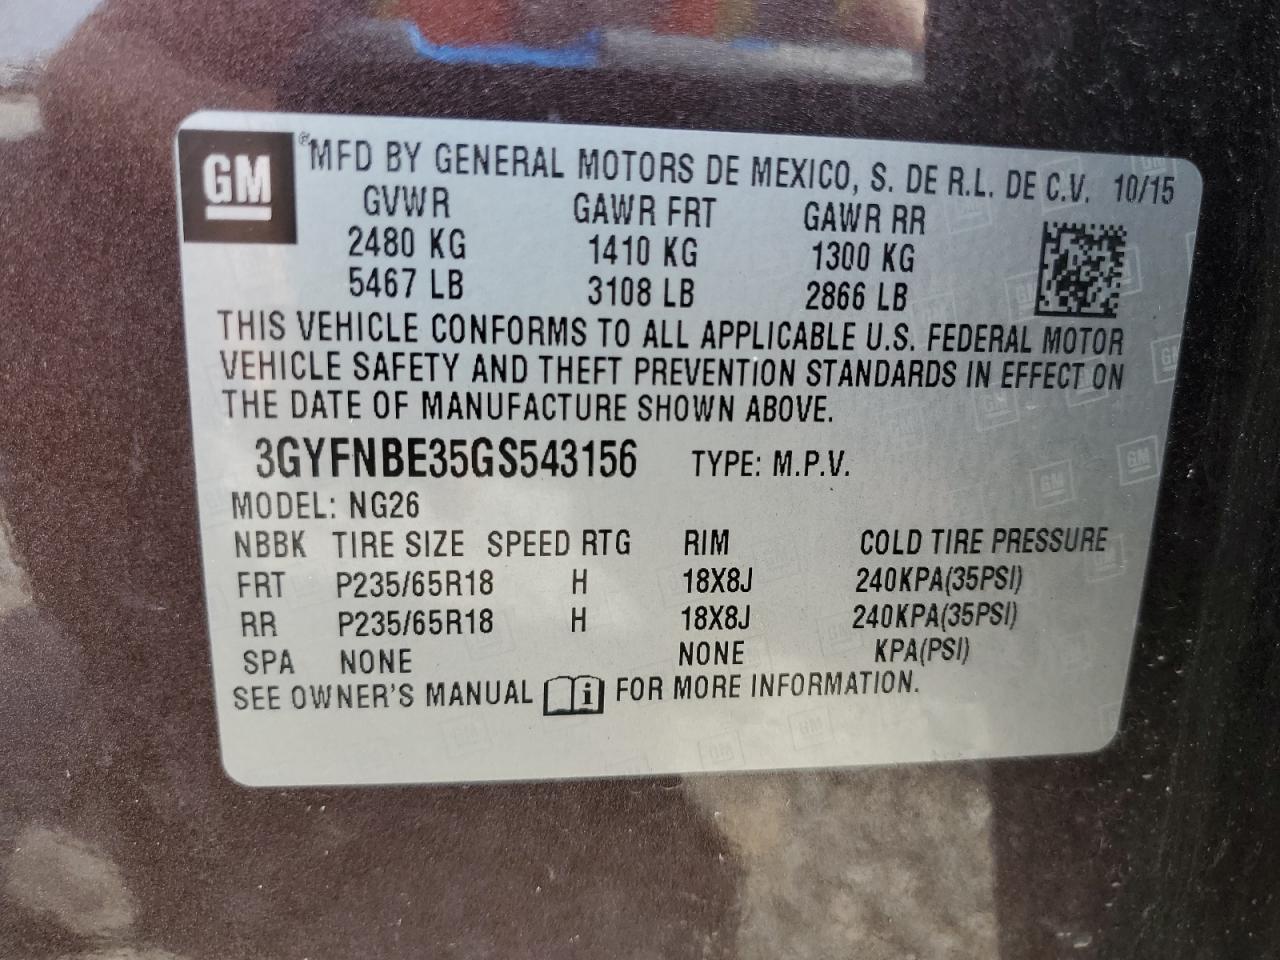 GM ®MFD BY GENERAL MOTORS DE MEXICO, S. DE R.L. DE C.V. 10/15
GVWR GAWR FRT GAWR RR
2480 KG 1410 KG 1300 KG
5467 LB 3108 LB 2866 LB
THIS VEHICLE CONFORMS TO ALL APPLICABLE U.S. FEDERAL MOTOR
VEHICLE SAFETY AND THEFT PREVENTION STANDARDS IN EFFECT ON
THE DATE OF MANUFACTURE SHOWN ABOVE.
3GYFNBE35GS543156 TYPE: M.P.V.
MODEL: NG26
NBBK TIRE SIZE SPEED RTG RIM COLD TIRE PRESSURE
FRT P235/65R18 H 18X8J 240KPA(35PSI)
RR P235/65R18 H 18X8J 240KPA(35PSI)
SPA NONE NONE KPA(PSI)
SEE OWNER'S MANUAL i FOR MORE INFORMATION.